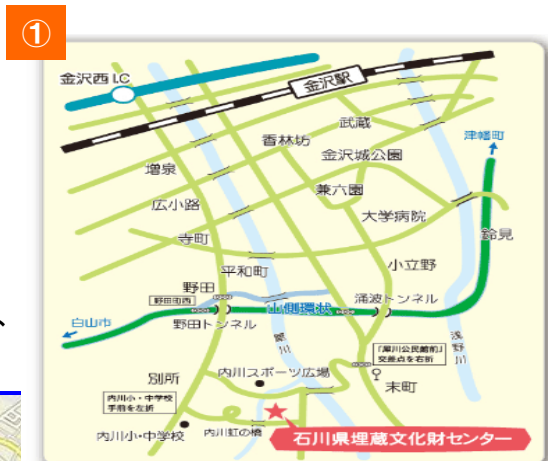 ①
金沢西I.C
金沢駅
武蔵
津幡町
香林坊
金沢城公園
増泉
兼六園
広小路
大学病院
寺町
鈴見
平和町
小立野
野田
野田町西
山側環状
涌波トンネル
白山市
野田トンネル
犀川
浅野川
「犀川公民館前」
交差点を右折
別所
内川スポーツ広場
末町
内川小・中学校
手前を左折
内川小・中学校
内川虹の橋
石川県埋蔵文化財センター
、